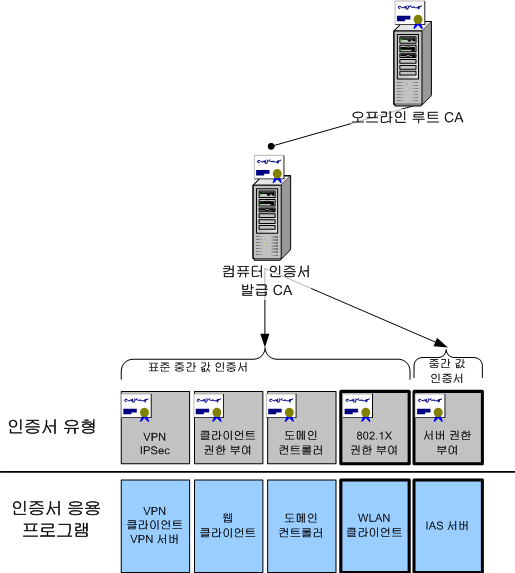 오프라인 루트 CA
컴퓨터 인증서
발급 CA
표준 중간 값 인증서
중간 값
인증서
인증서 유형
VPN
IPSec
클라이언트
권한 부여
도메인
컨트롤러
802.1X
권한 부여
서버 권한
부여
인증서 응용
프로그램
VPN
클라이언트
VPN 서버
웹
클라이언트
도메인
컨트롤러
WLAN
클라이언트
IAS 서버